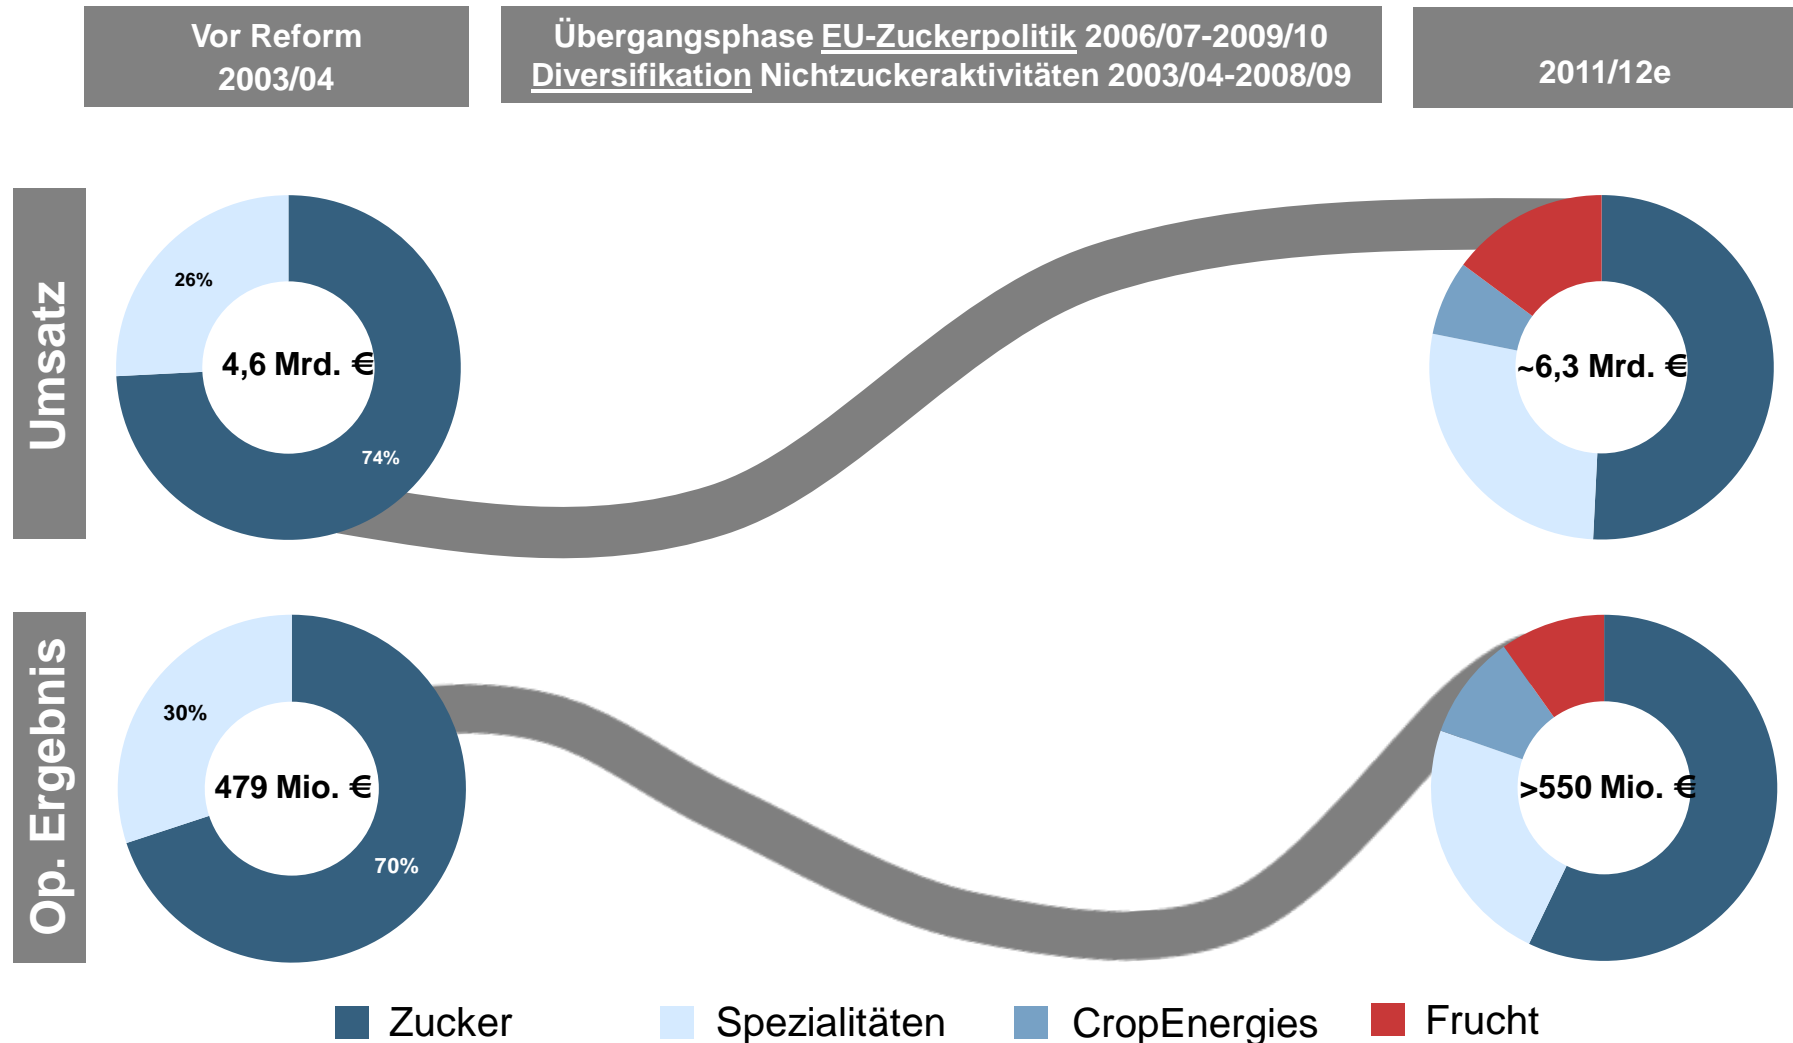 Vor Reform
2003/04
Übergangsphase EU-Zuckerpolitik 2006/07-2009/10
Diversifikation Nichtzuckeraktivitäten 2003/04-2008/09
2011/12e
Umsatz
26%
4,6 Mrd. €
74%
~6,3 Mrd. €
Op. Ergebnis
30%
479 Mio. €
70%
>550 Mio. €
Zucker
Spezialitäten
CropEnergies
Frucht